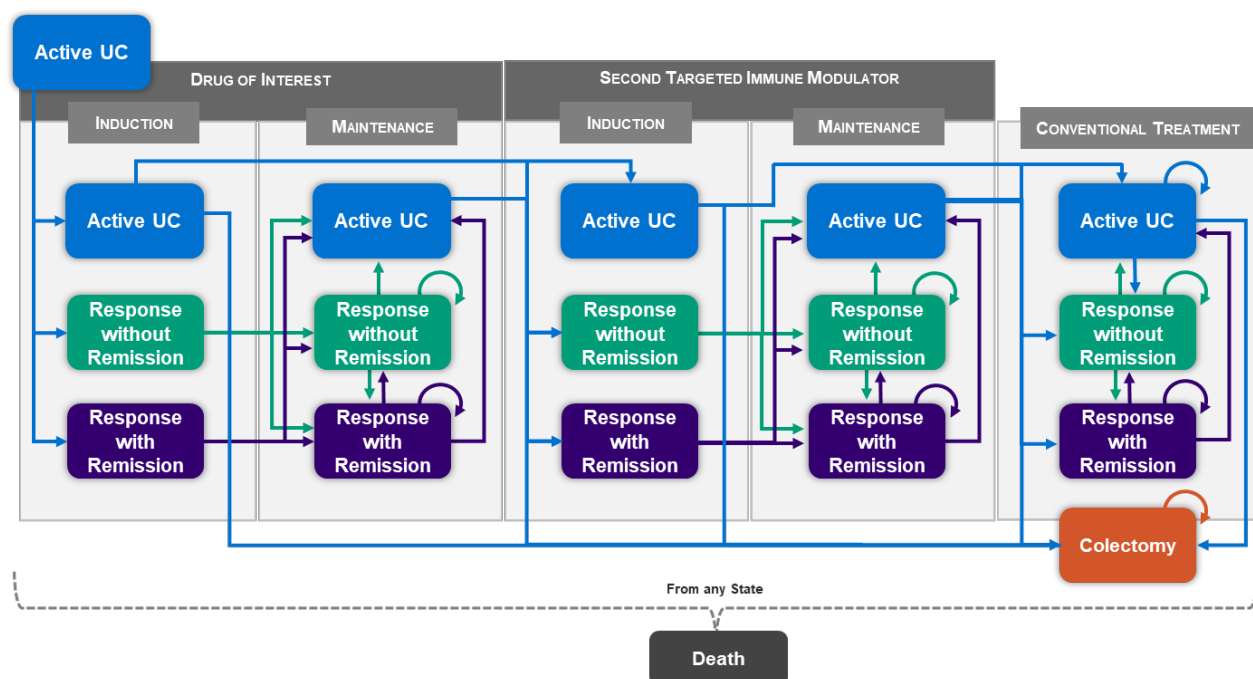 Active UC
DRUG OF INTEREST
SECOND TARGETED IMMUNE MODULATOR
INDUCTION
MAINTENANCE
INDUCTION
MAINTENANCE
CONVENTIONAL TREATMENT
Active UC
Active UC
Active UC
Active UC
Active UC
Response
without
Remission
Response
without
Remission
Response
without
Remission
Response
without
Remission
Response
without
Remission
Response
with
Remission
Response
with
Remission
Response
with
Remission
Response
with
Remission
Response
with
Remission
Colectomy
From any State
Death